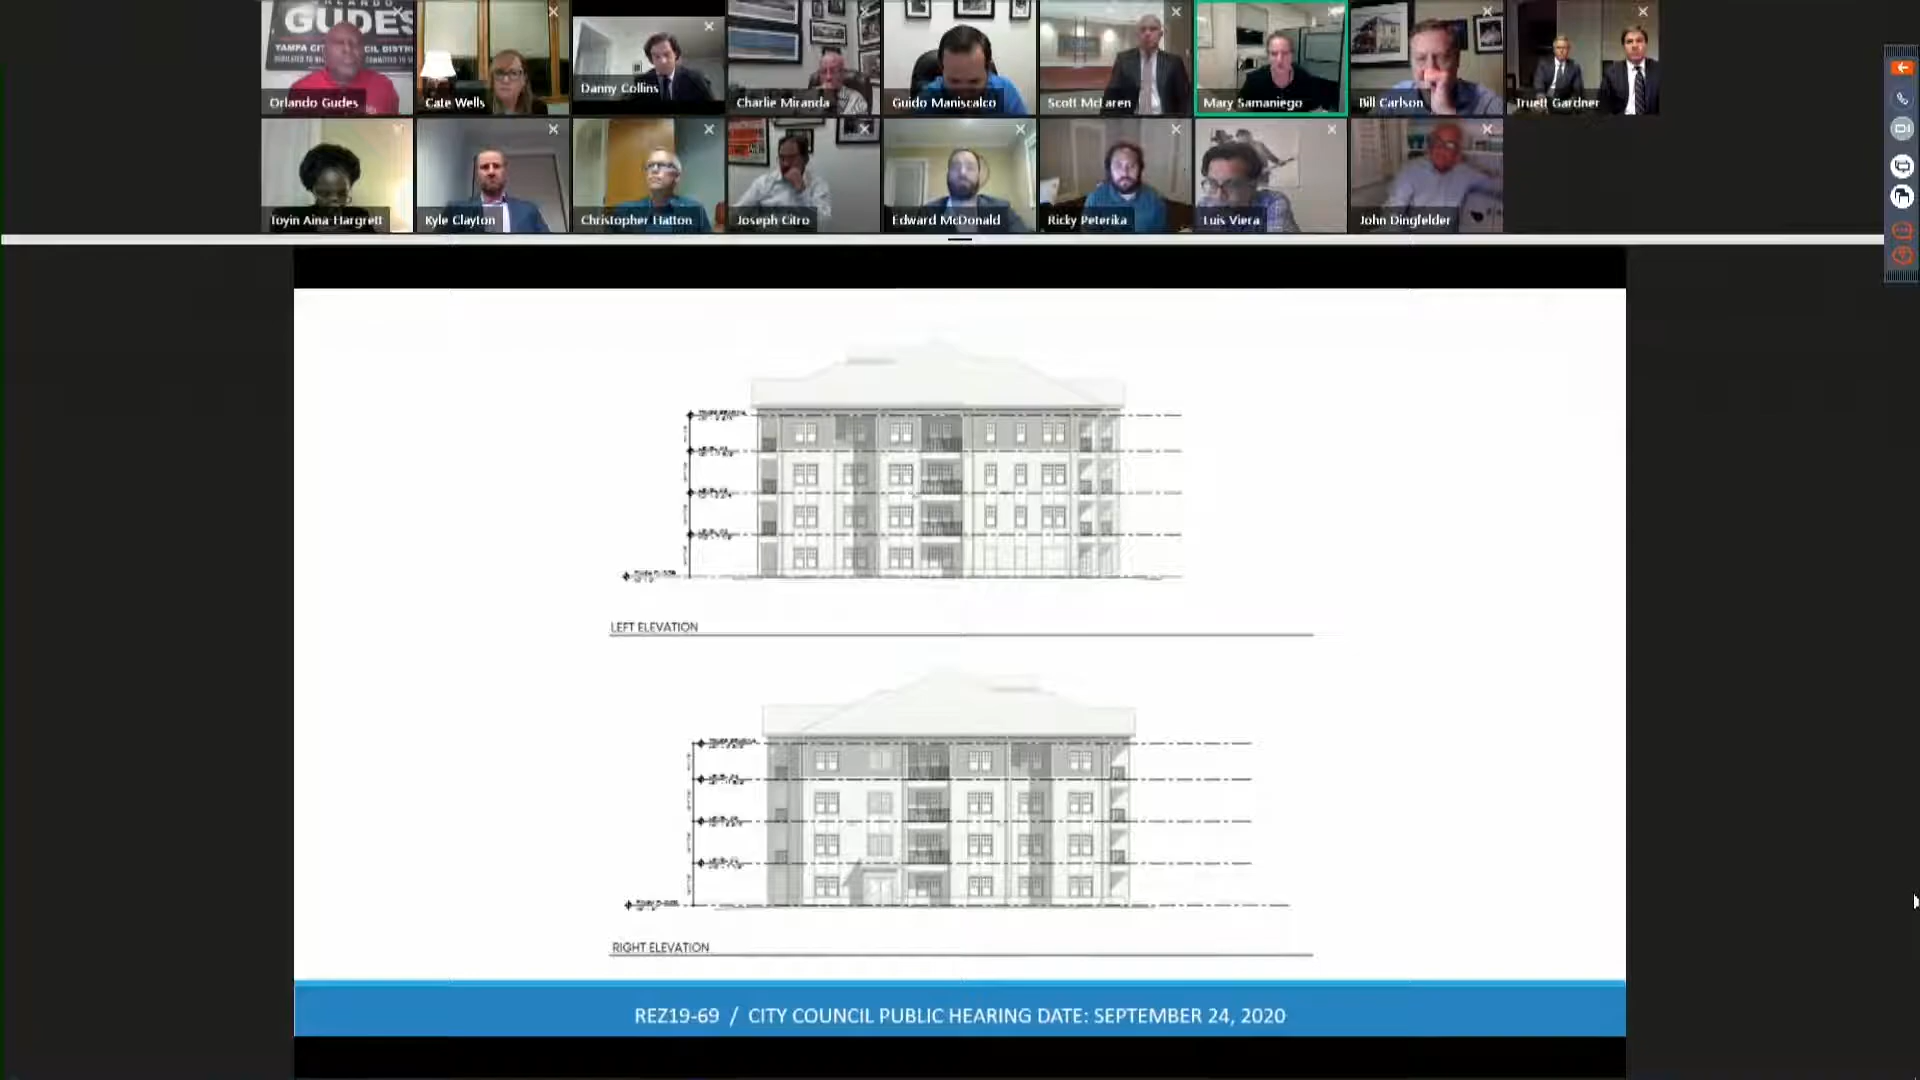 GUDES
Orlando Gudes
Cate Wells
Danny Collins
Charlie Miranda
Guido Maniscalco
Scott McLaren
Mary Samaniego
Bill Carlson
Truett Gardner
Toyin Aina-Hargrett
Kyle Clayton
Christopher Hatton
Joseph Citro
Edward McDonald
Ricky Peterika
Luis Viera
John Dingfelder
LEFT ELEVATION
RIGHT ELEVATION
REZ19-69 / CITY COUNCIL PUBLIC HEARING DATE: SEPTEMBER 24, 2020